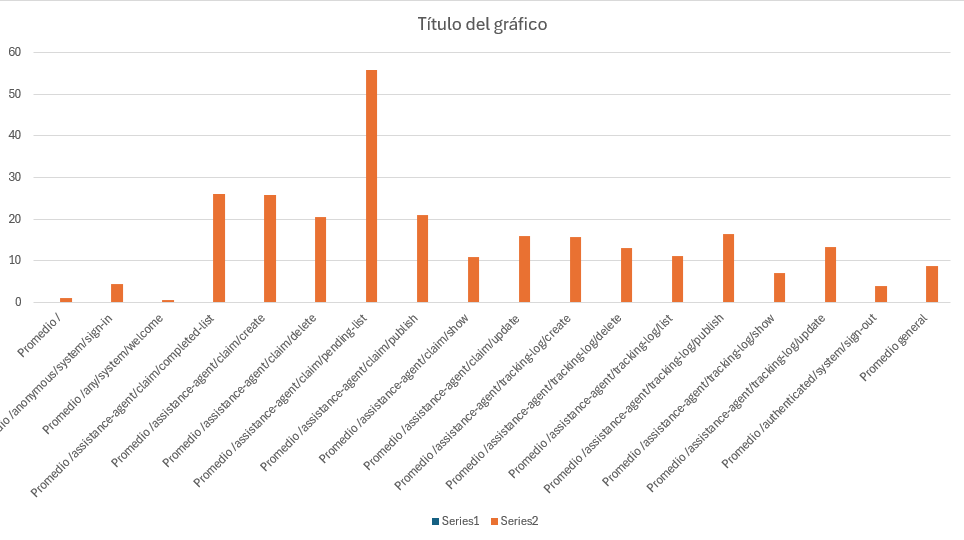 Título del gráfico
60
50
40
30
20
10
0
Promedio /
/anonymous/system/sign-in
Promedio /any/system/welcome
Promedio /assistance-agent/claim/completed-list
Promedio /assistance-agent/claim/create
Promedio /assistance-agent/claim/delete
Promedio /assistance-agent/claim/pending-list
Promedio /assistance-agent/claim/publish
Promedio /assistance-agent/claim/show
Promedio /assistance-agent/claim/update
Promedio /assistance-agent/tracking-log/create
Promedio /assistance-agent/tracking-log/delete
Promedio /assistance-agent/tracking-log/list
Promedio /assistance-agent/tracking-log/publish
Promedio /assistance-agent/tracking-log/show
Promedio /assistance-agent/tracking-log/update
Promedio /authenticated/system/sign-out
Promedio general
Series1 Series2